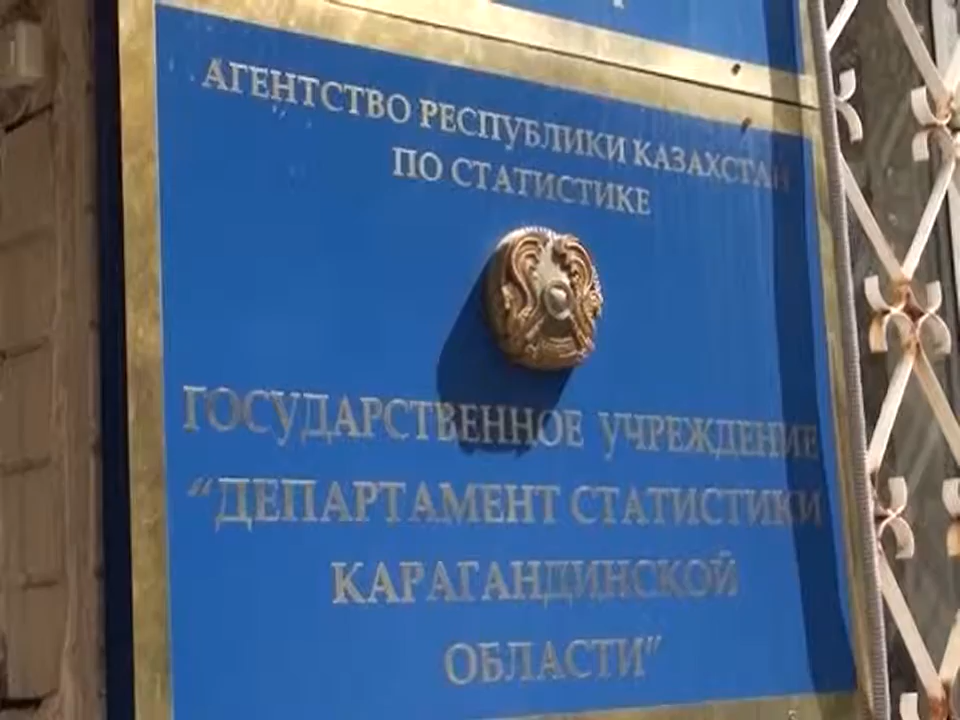 АГЕНТСТВО РЕСПУБЛИКИ КАЗАХСТАН
ПО СТАТИСТИКЕ
ГОСУДАРСТВЕННОЕ УЧРЕЖДЕНИЕ
“ДЕПАРТАМЕНТ СТАТИСТИКИ
КАРАГАНДИНСКОЙ
ОБЛАСТИ”